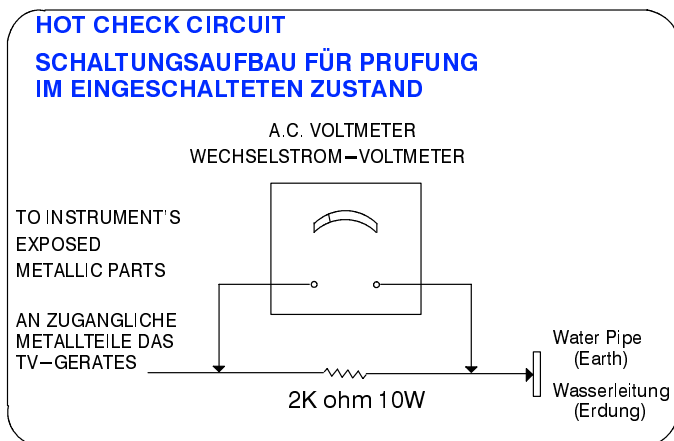 HOT CHECK CIRCUIT
SCHALTUNGSAUFBAU FÜR PRUFUNG
IM EINGESCHALTETEN ZUSTAND
A.C. VOLTMETER
WECHSELSTROM−VOLTMETER
TO INSTRUMENT'S
EXPOSED
METALLIC PARTS
AN ZUGANGLICHE
METALLTEILE DAS
TV−GERATES
2K ohm 10W
Water Pipe
(Earth)
Wasserleitung
(Erdung)